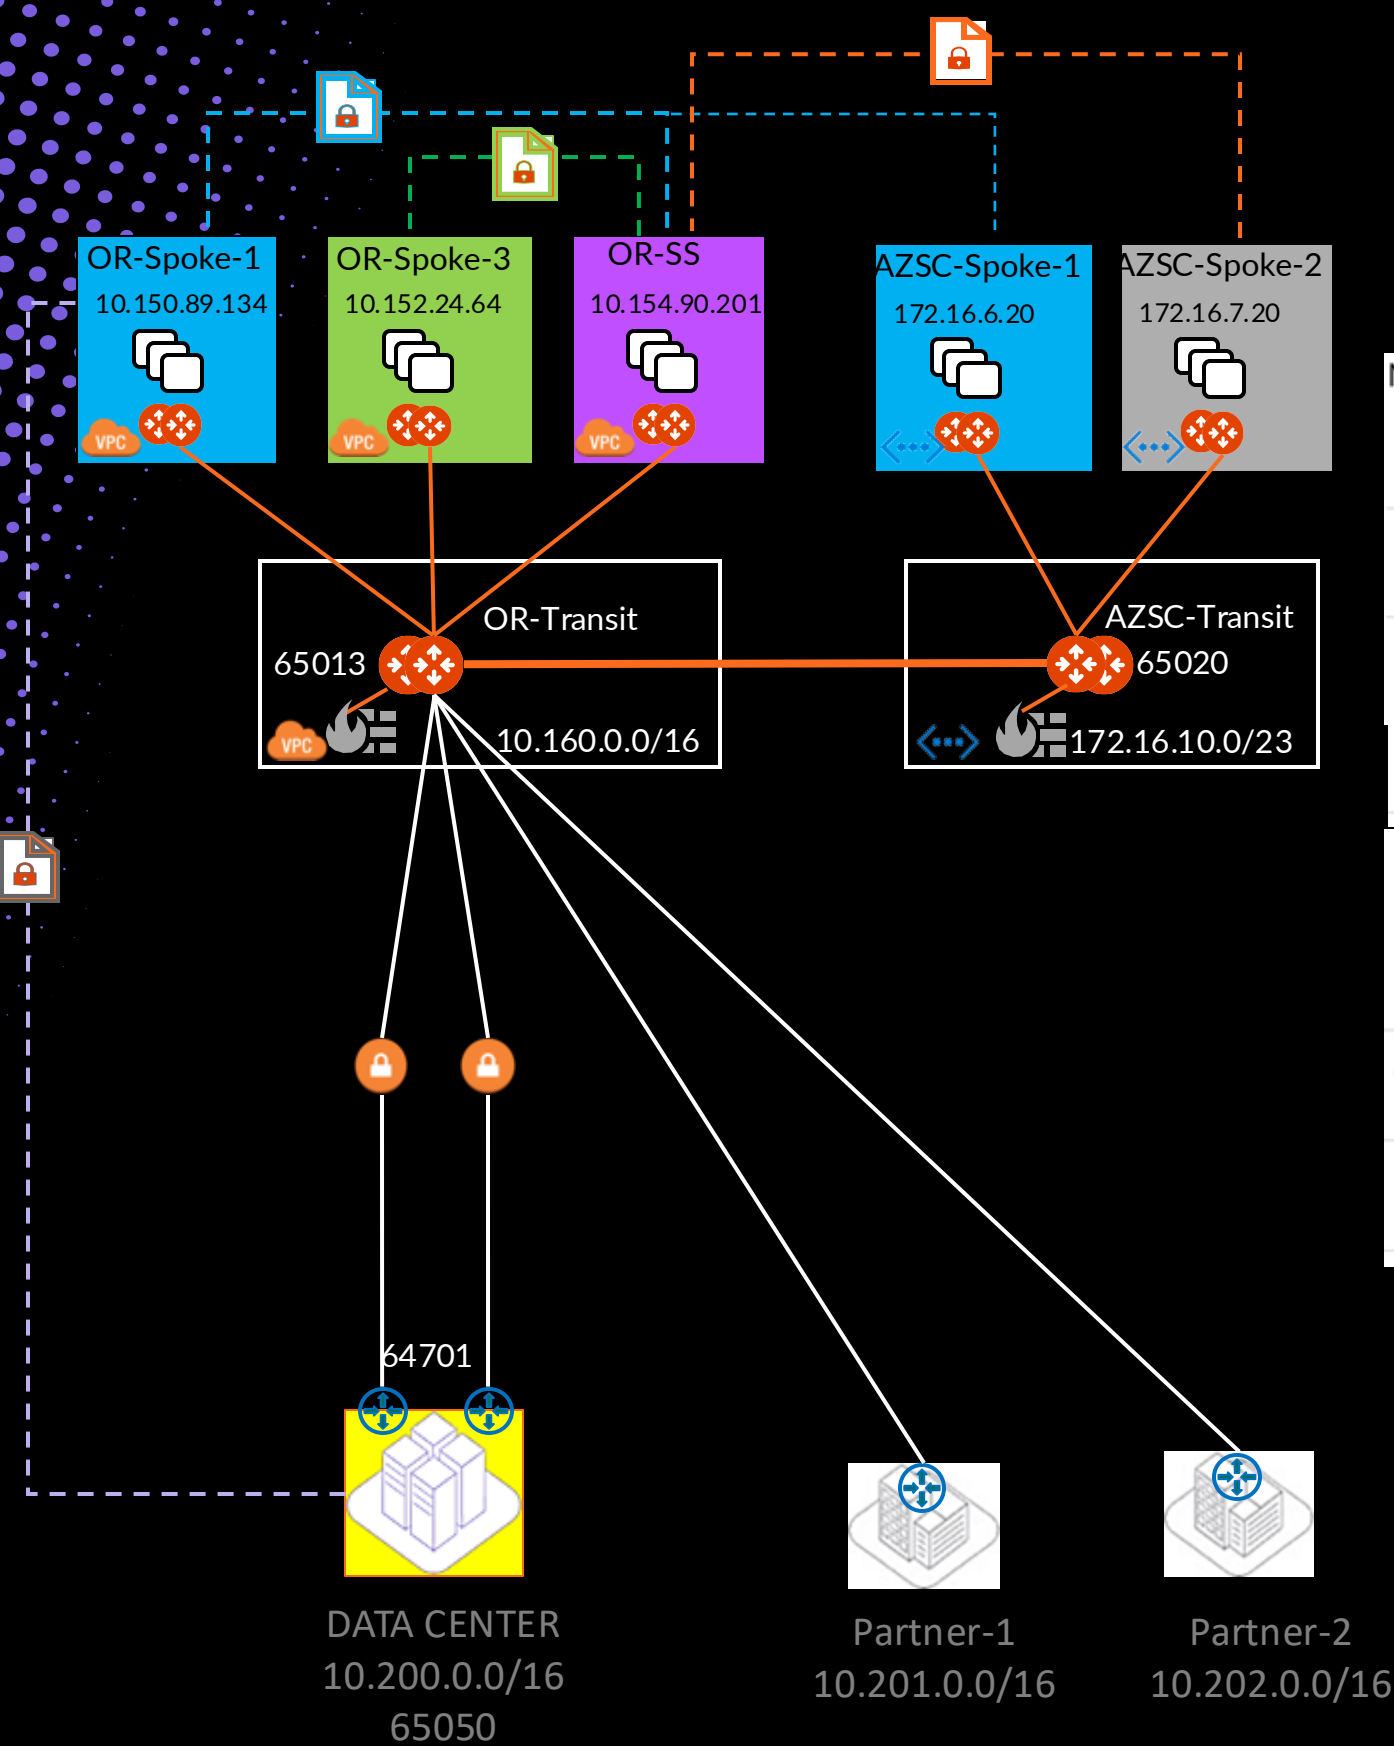 OR-Spoke-1
10.150.89.134
VPC
OR-Spoke-3
10.152.24.64
VPC
OR-SS
10.154.90.201
VPC
AZSC-Spoke-1
172.16.6.20
AZSC-Spoke-2
172.16.7.20
OR-Transit
65013
VPC
10.160.0.0/16
AZSC-Transit
65020
172.16.10.0/23
64701
DATA CENTER
10.200.0.0/16
65050
Partner-1
10.201.0.0/16
Partner-2
10.202.0.0/16